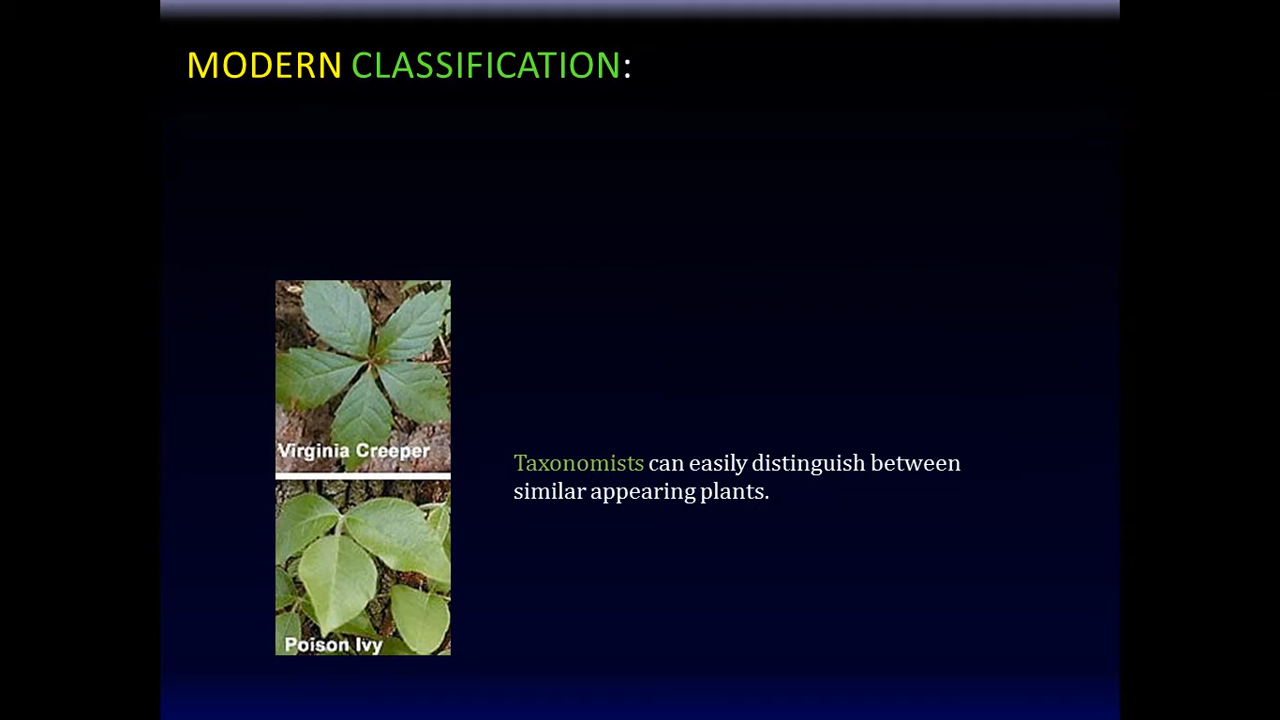 MODERN CLASSIFICATION:
Virginia Creeper
Taxonomists can easily distinguish between
similar appearing plants.
Poison Ivy